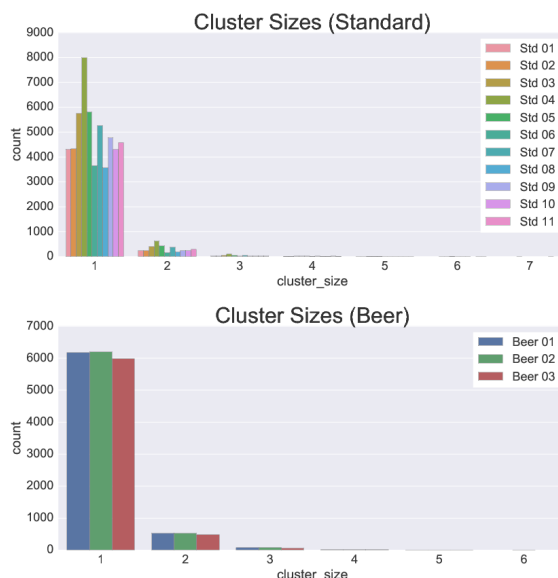 Cluster Sizes (Standard)
9000
8000
7000
6000
5000
4000
3000
2000
1000
0
count
1 2 3 4 5 6 7
cluster_size
Std 01
Std 02
Std 03
Std 04
Std 05
Std 06
Std 07
Std 08
Std 09
Std 10
Std 11
Cluster Sizes (Beer)
7000
6000
5000
4000
3000
2000
1000
0
count
1 2 3 4 5 6
cluster_size
Beer 01
Beer 02
Beer 03